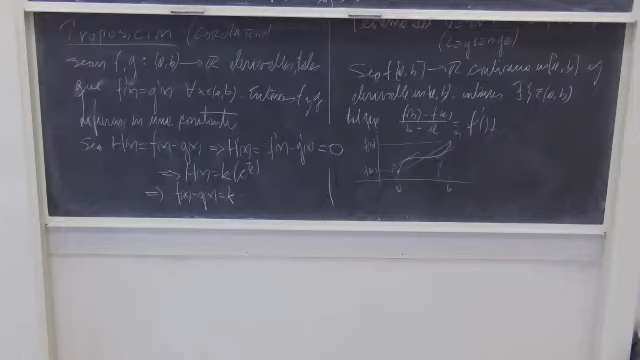 Proposición (Corolario)
Sean f, g : (a, b) → ℝ derivables tales
que f'(x) = g'(x) ∀x∈(a, b). Entonces f y g
difieren en una constante
Sea H(x) = f(x) - g(x) ⇒ H'(x) = f'(x) - g'(x) = 0
⇒ H(x) = k
⇒ f(x) - g(x) = k
(Lagrange)
Sea f [a, b] → ℝ continua en [a, b] y
derivable en (a, b), entonces ∃ ξ ∈ (a, b)
tal que f(b) - f(a) / b - a = f'(ξ)
f(b)
f(a)
a b